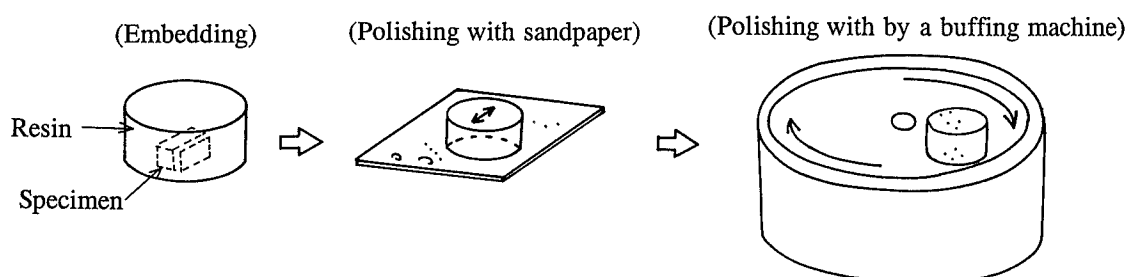 (Embedding)
(Polishing with sandpaper)
(Polishing with by a buffing machine)
Resin
Specimen